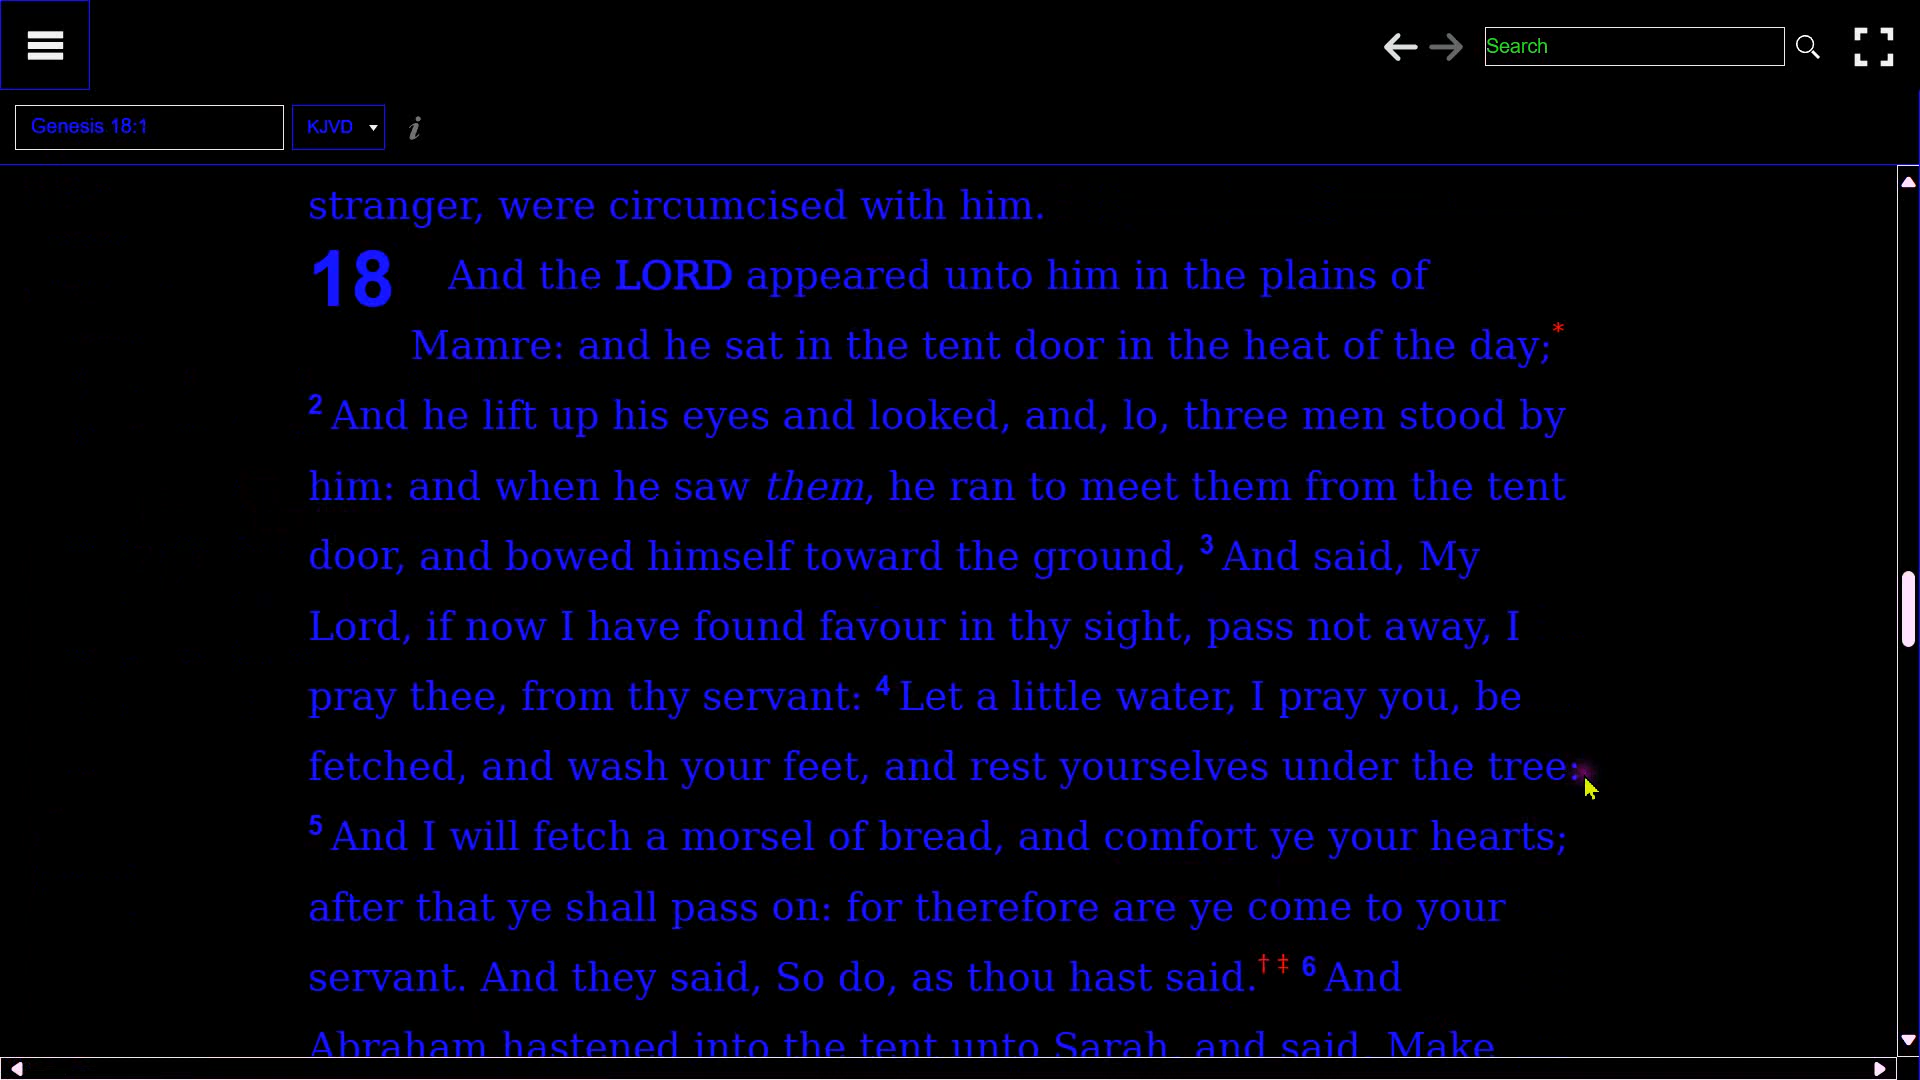 Search
Genesis 18:1 KJVD i
stranger, were circumcised with him.
18 And the LORD appeared unto him in the plains of
Mamre: and he sat in the tent door in the heat of the day;*
2 And he lift up his eyes and looked, and, lo, three men stood by
him: and when he saw them, he ran to meet them from the tent
door, and bowed himself toward the ground, 3 And said, My
Lord, if now I have found favour in thy sight, pass not away, I
pray thee, from thy servant: 4 Let a little water, I pray you, be
fetched, and wash your feet, and rest yourselves under the tree:
5 And I will fetch a morsel of bread, and comfort ye your hearts;
after that ye shall pass on: for therefore are ye come to your
servant. And they said, So do, as thou hast said.† ‡ 6 And
Abraham hastened into the tent unto Sarah, and said, Make